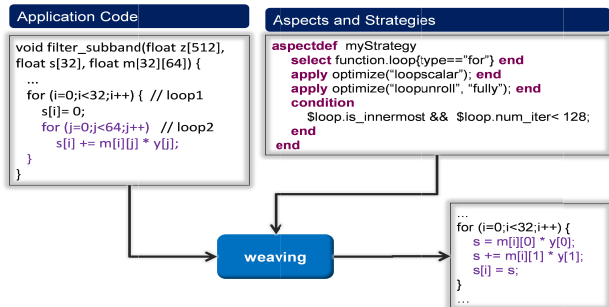 Application Code
void filter_subband(float z[512],
float s[32], float m[32][64]) {
...
for (i=0;i<32;i++) { // loop1
s[i]= 0;
for (j=0;j<64;j++) // loop2
s[i] += m[i][j] * y[j];
}
}
Aspects and Strategies
aspectdef myStrategy
select function.loop{type=="for"} end
apply optimize("loopscalar"); end
apply optimize("loopunroll", "fully"); end
condition
$loop.is_innermost && $loop.num_iter< 128;
end
end
weaving
...
for (i=0;i<32;i++) {
s = m[i][0] * y[0];
s += m[i][1] * y[1];
s[i] = s;
}
...